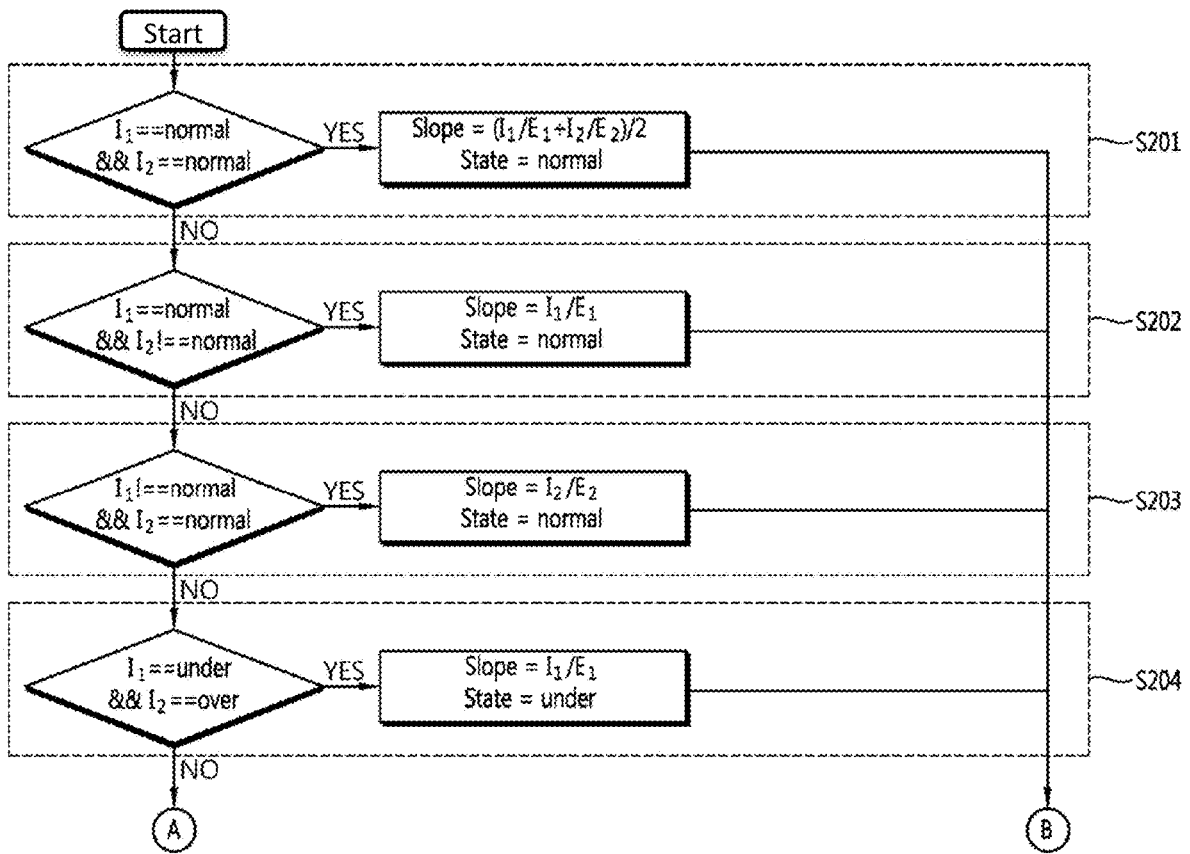 Start
I₁==normal
&& I₂==normal
YES
Slope = (I₁/E₁+I₂/E₂)/2
State = normal
S201
NO
I₁==normal
&& I₂!==normal
YES
Slope = I₁/E₁
State = normal
S202
NO
I₁!==normal
&& I₂==normal
YES
Slope = I₂/E₂
State = normal
S203
NO
I₁==under
&& I₂==over
YES
Slope = I₁/E₁
State = under
S204
NO
A
B